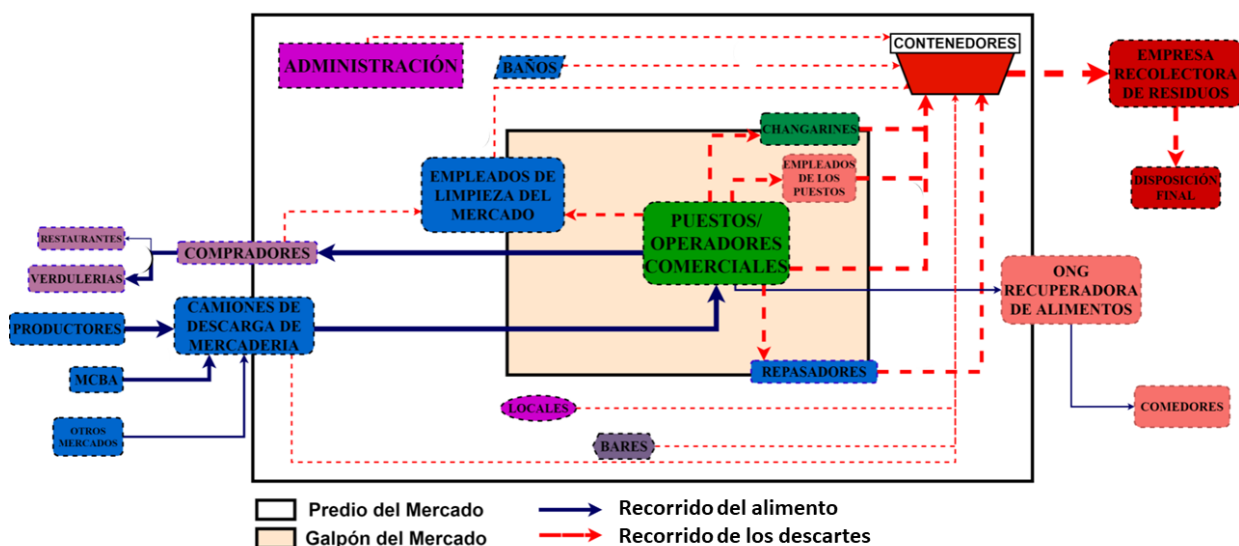 CONTENEDORES
ADMINISTRACIÓN
BAÑOS
EMPRESA
RECOLECTORA
DE RESIDUOS
CHANGARINES
EMPLEADOS
DE LOS
PUESTOS
EMPLEADOS DE
LIMPIEZA DEL
MERCADO
DISPOSICIÓN
FINAL
PUESTOS/
OPERADORES
COMERCIALES
RESTAURANTES
COMPRADORES
VERDULERIAS
ONG
RECUPERADORA
DE ALIMENTOS
CAMIONES DE
DESCARGA DE
MERCADERIA
PRODUCTORES
MCBA
REPASADORES
LOCALES
COMEDORES
OTROS
MERCADOS
BARES
Predio del Mercado
Recorrido del alimento
Galpón del Mercado
Recorrido de los descartes